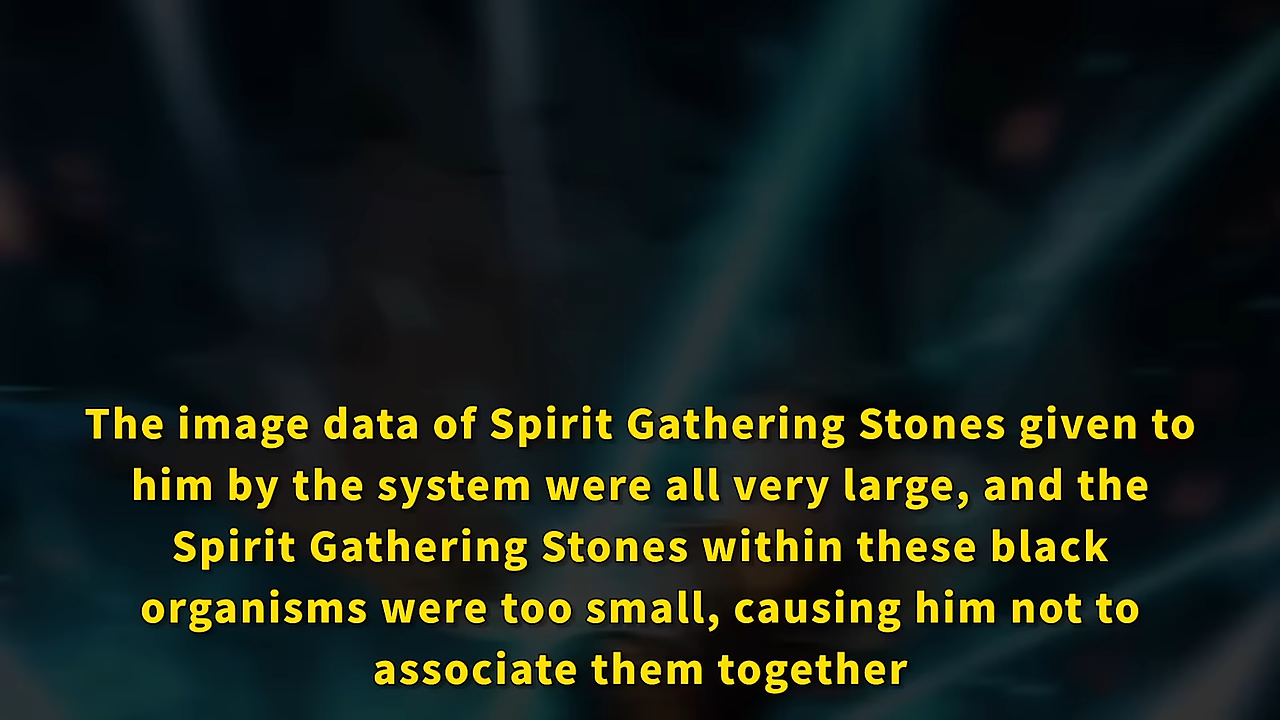 The image data of Spirit Gathering Stones given to
him by the system were all very large, and the
Spirit Gathering Stones within these black
organisms were too small, causing him not to
associate them together